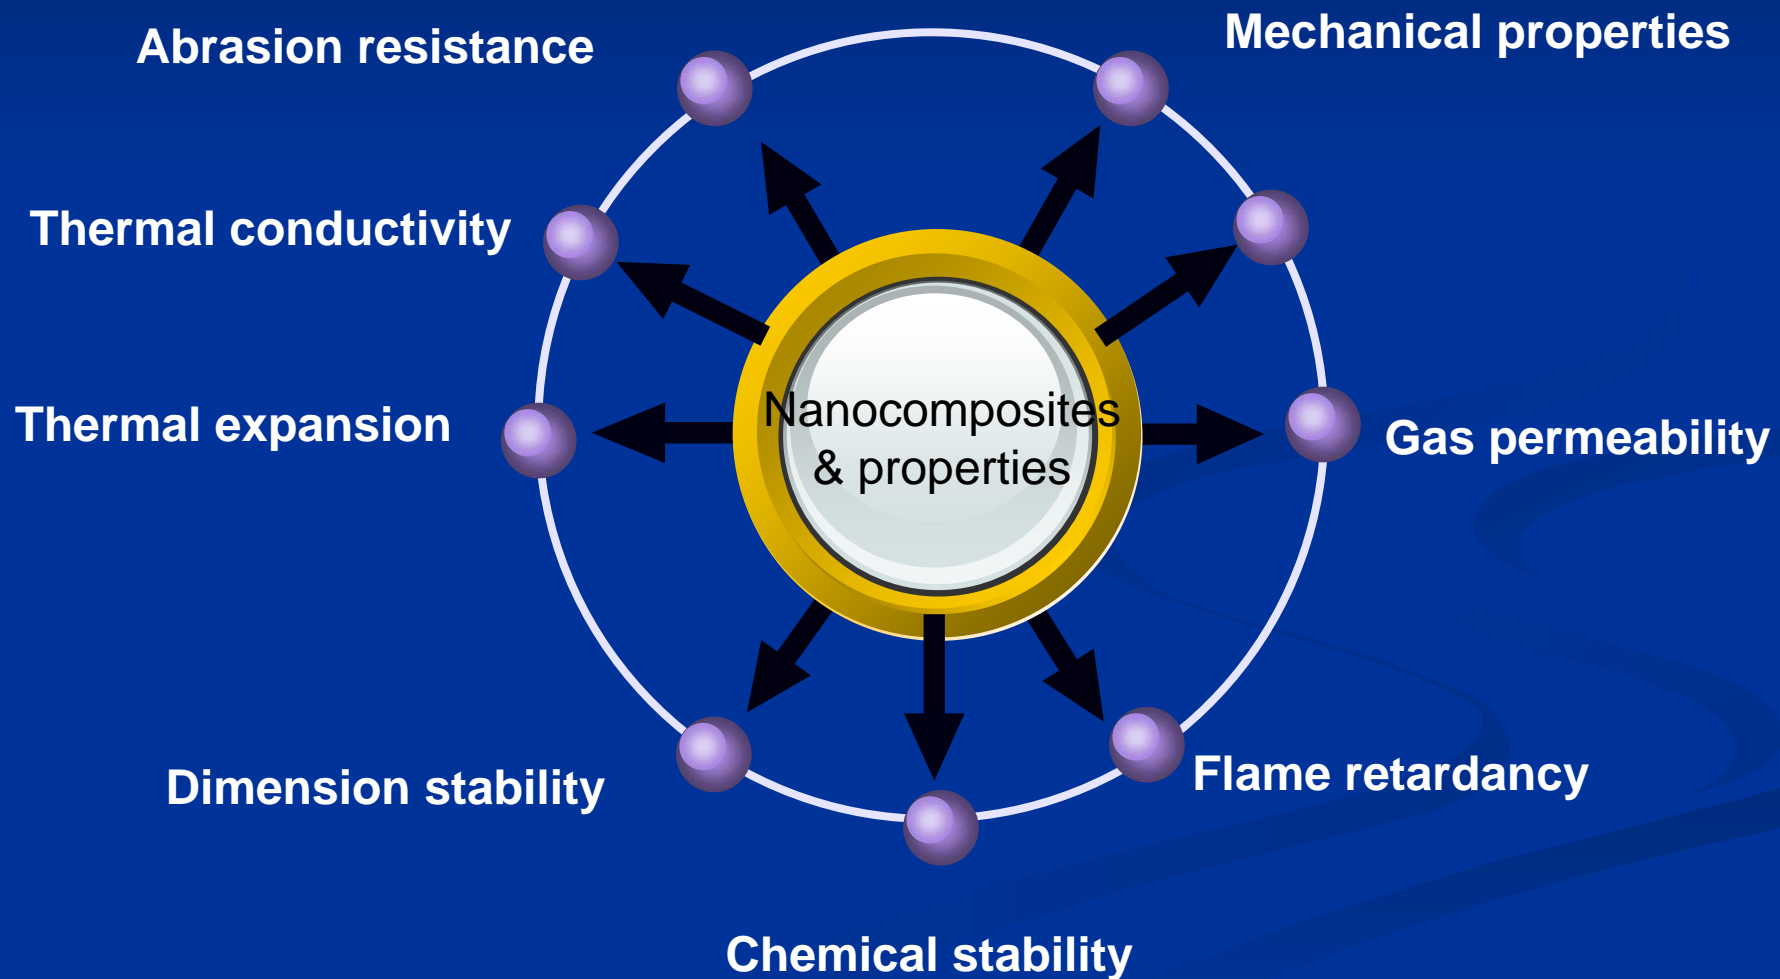 Abrasion resistance
Mechanical properties
Thermal conductivity
Thermal expansion
Nanocomposites
& properties
Gas permeability
Dimension stability
Flame retardancy
Chemical stability